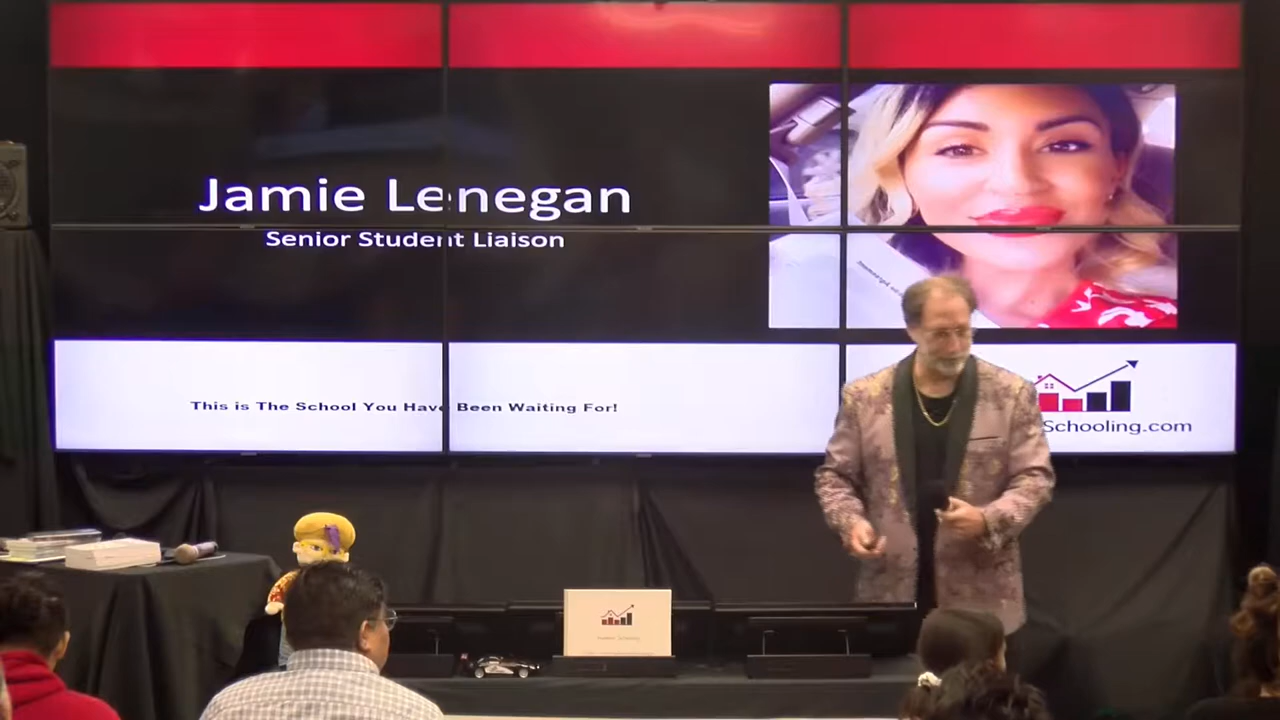 Jamie Lenegan
Senior Student Liaison
This is The School You Have Been Waiting For!
Schooling.com